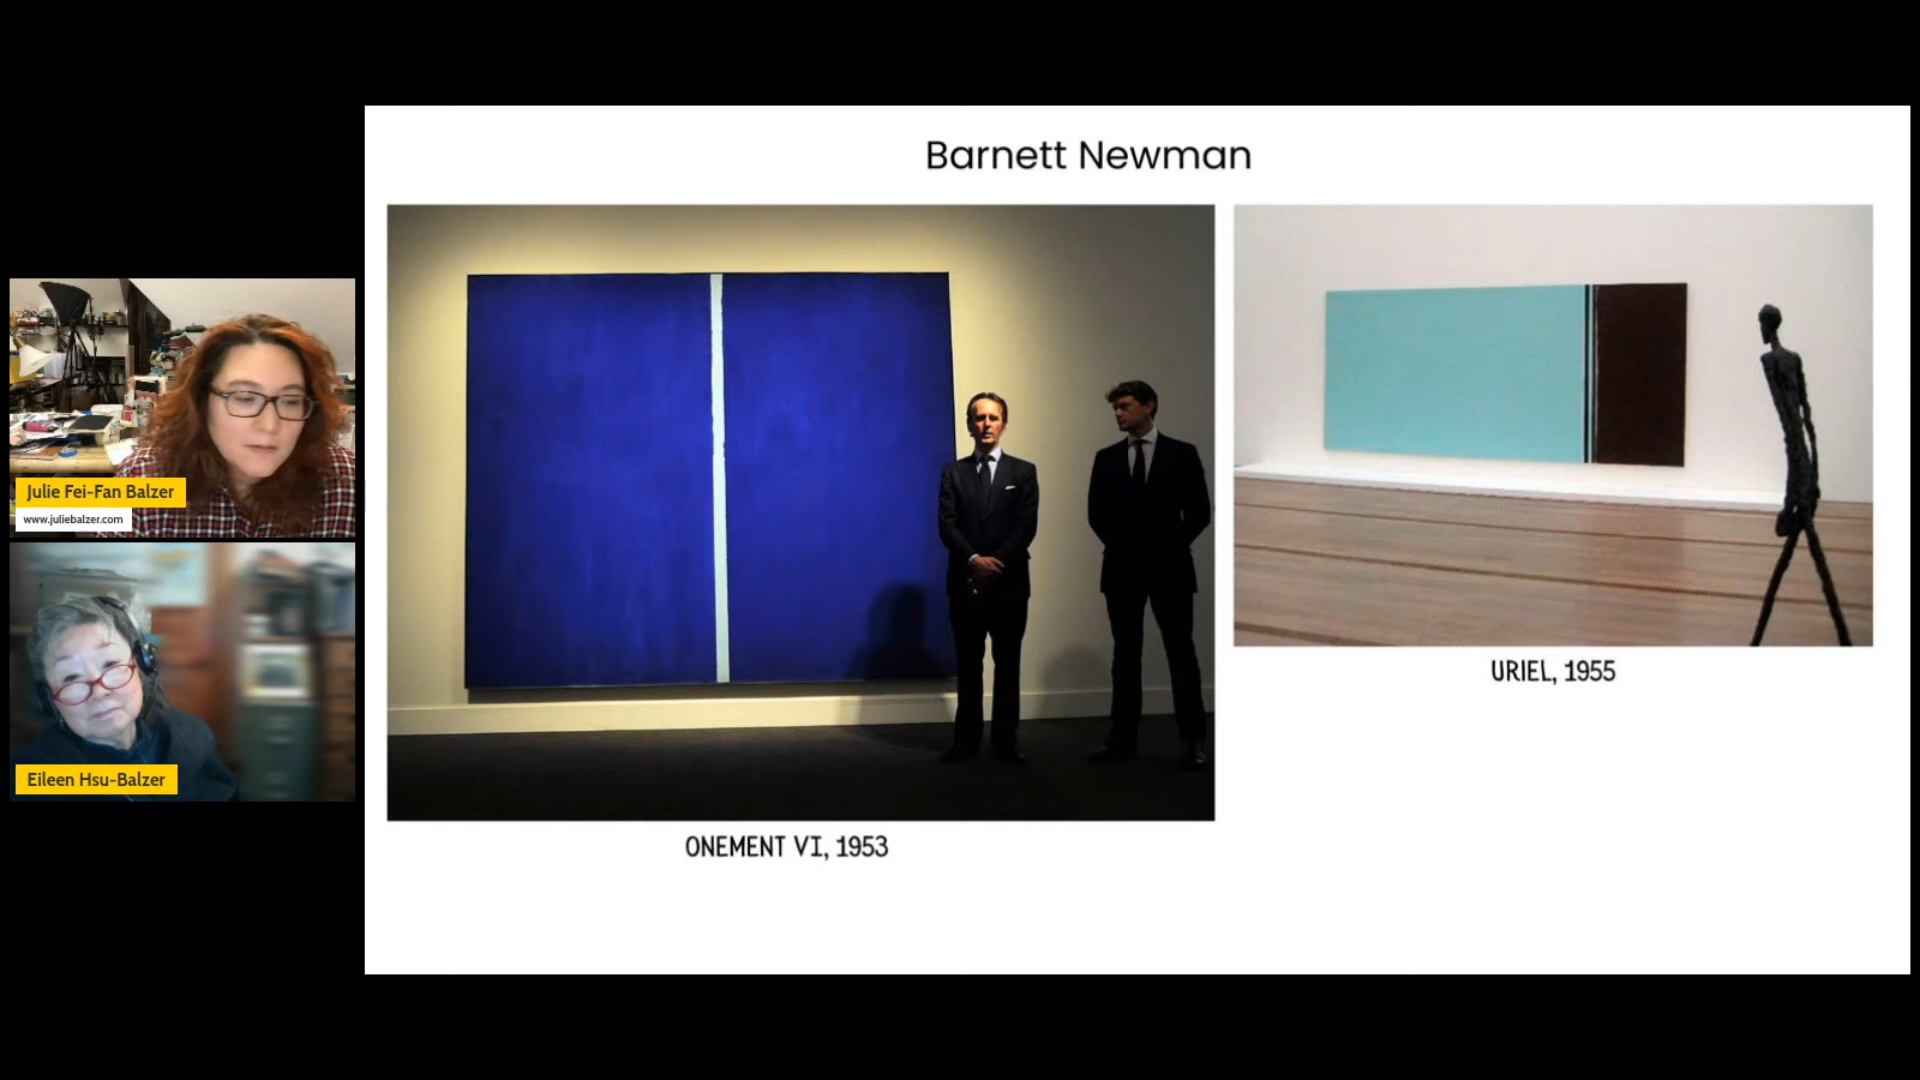 Barnett Newman
Julie Fei-Fan Balzer
www.juliebalzer.com
Eileen Hsu-Balzer
URIEL, 1955
ONEMENT VI, 1953